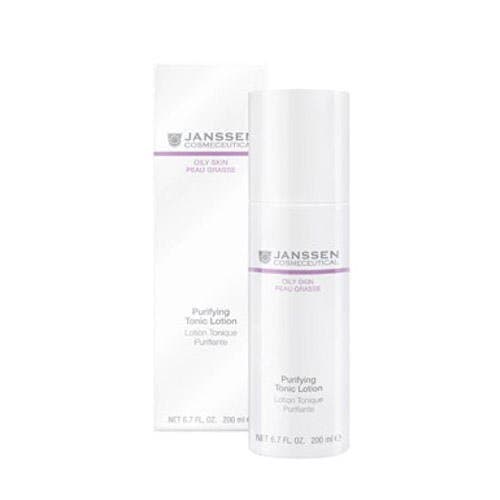 JANSSEN
COSMECEUTICAL
OILY SKIN
PEAU GRASSE
Purifying
Tonic Lotion
Lotion Tonique
Purifiante
NET 6.7 FL. OZ. 200 ml e
JANSSEN
COSMECEUTICAL
OILY SKIN
PEAU GRASSE
Purifying
Tonic Lotion
Lotion Tonique
Purifiante
NET 6.7 FL. OZ. 200 ml e